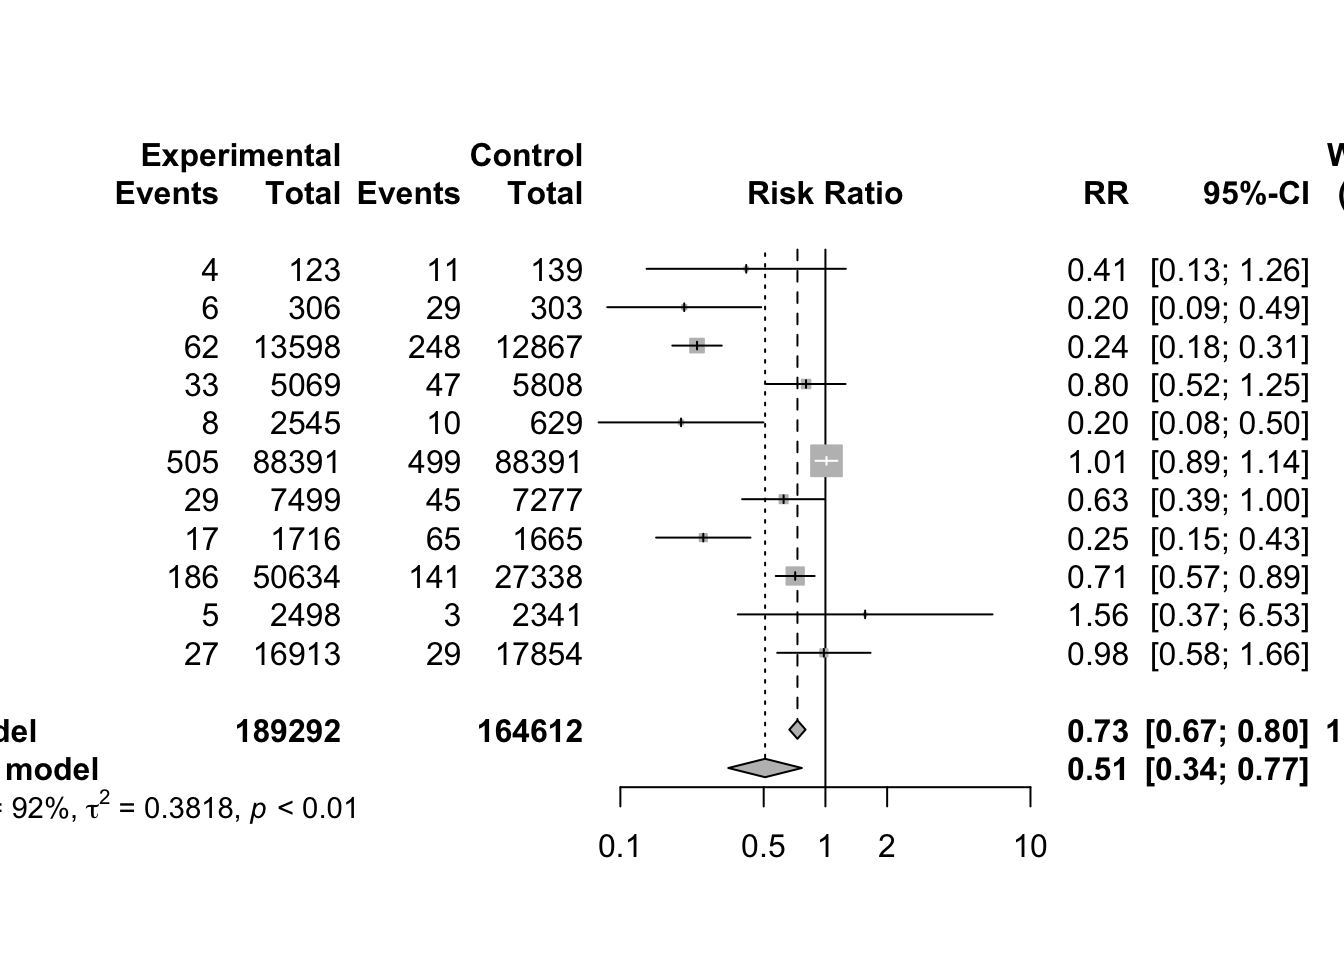 Experimental Control W
Events Total Events Total Risk Ratio RR 95%-CI (
4 123 11 139 0.41 [0.13; 1.26]
6 306 29 303 0.20 [0.09; 0.49]
62 13598 248 12867 0.24 [0.18; 0.31]
33 5069 47 5808 0.80 [0.52; 1.25]
8 2545 10 629 0.20 [0.08; 0.50]
505 88391 499 88391 1.01 [0.89; 1.14]
29 7499 45 7277 0.63 [0.39; 1.00]
17 1716 65 1665 0.25 [0.15; 0.43]
186 50634 141 27338 0.71 [0.57; 0.89]
5 2498 3 2341 1.56 [0.37; 6.53]
27 16913 29 17854 0.98 [0.58; 1.66]
del 189292 164612 0.73 [0.67; 0.80] 1
model 0.51 [0.34; 0.77]
= 92%, τ² = 0.3818, p < 0.01
0.1 0.5 1 2 10